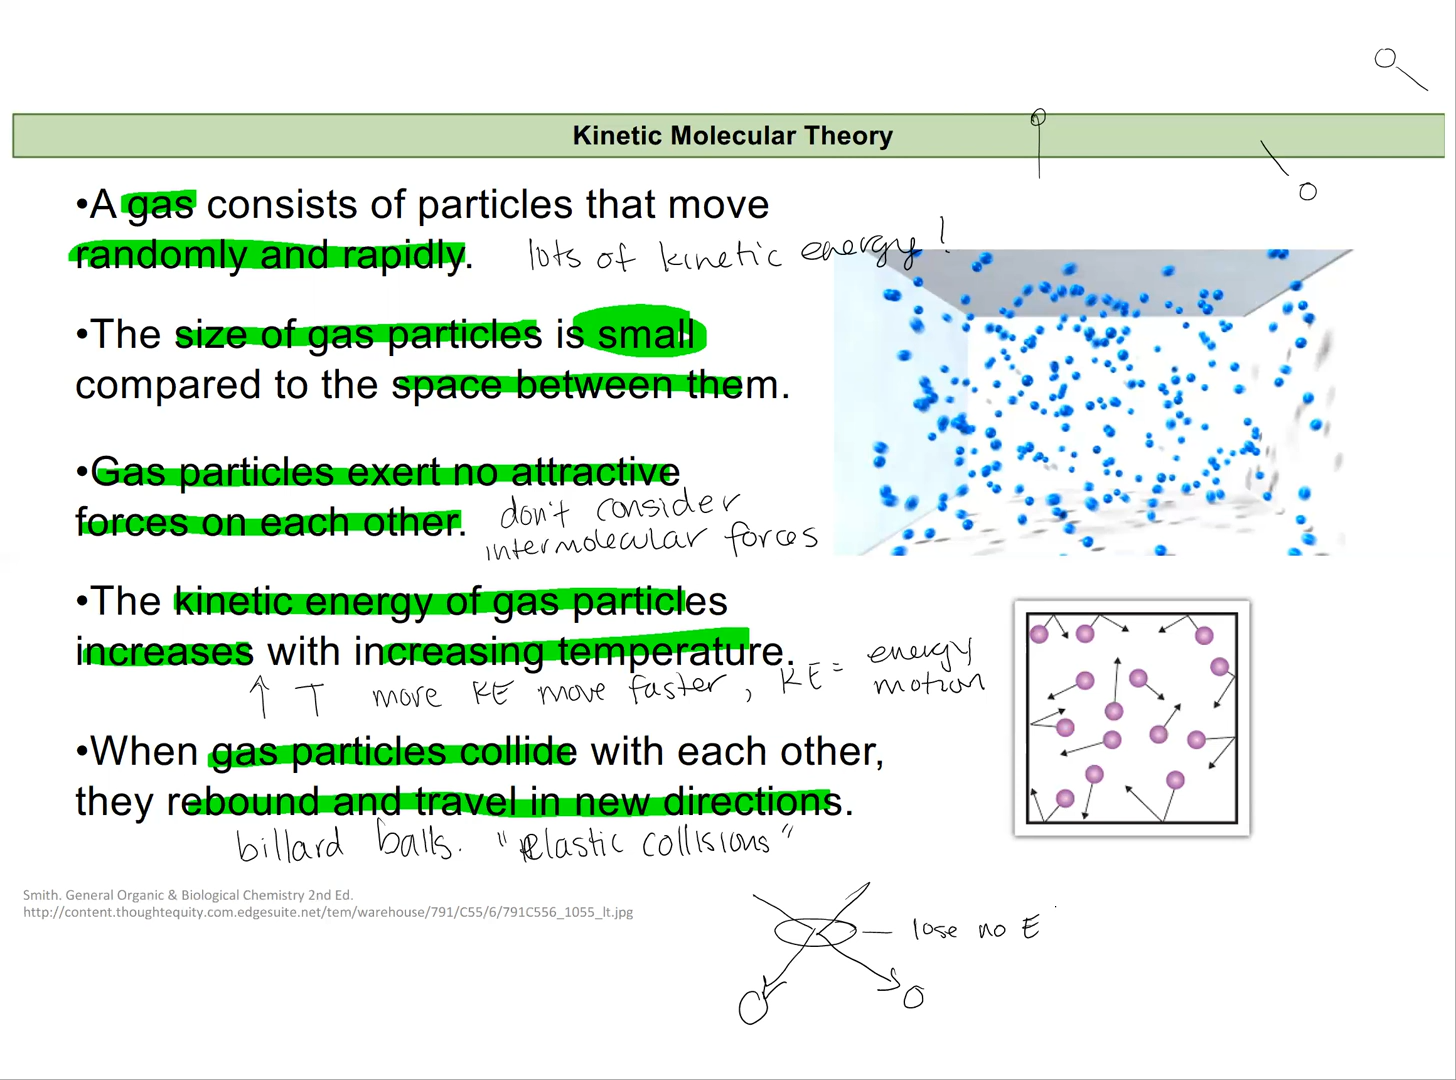 Kinetic Molecular Theory
•A gas consists of particles that move
randomly and rapidly.
lots of kinetic energy!
•The size of gas particles is small
compared to the space between them.
•Gas particles exert no attractive
forces on each other.
don't consider
intermolecular forces
•The kinetic energy of gas particles
increases with increasing temperature.
↑ T more KE move faster, KE = energy
motion
•When gas particles collide with each other,
they rebound and travel in new directions.
billard balls. "elastic collisions"
Smith. General Organic & Biological Chemistry 2nd Ed.
http://content.thoughtequity.com.edgesuite.net/tem/warehouse/791/C55/6/791C556_1055_lt.jpg
lose no E